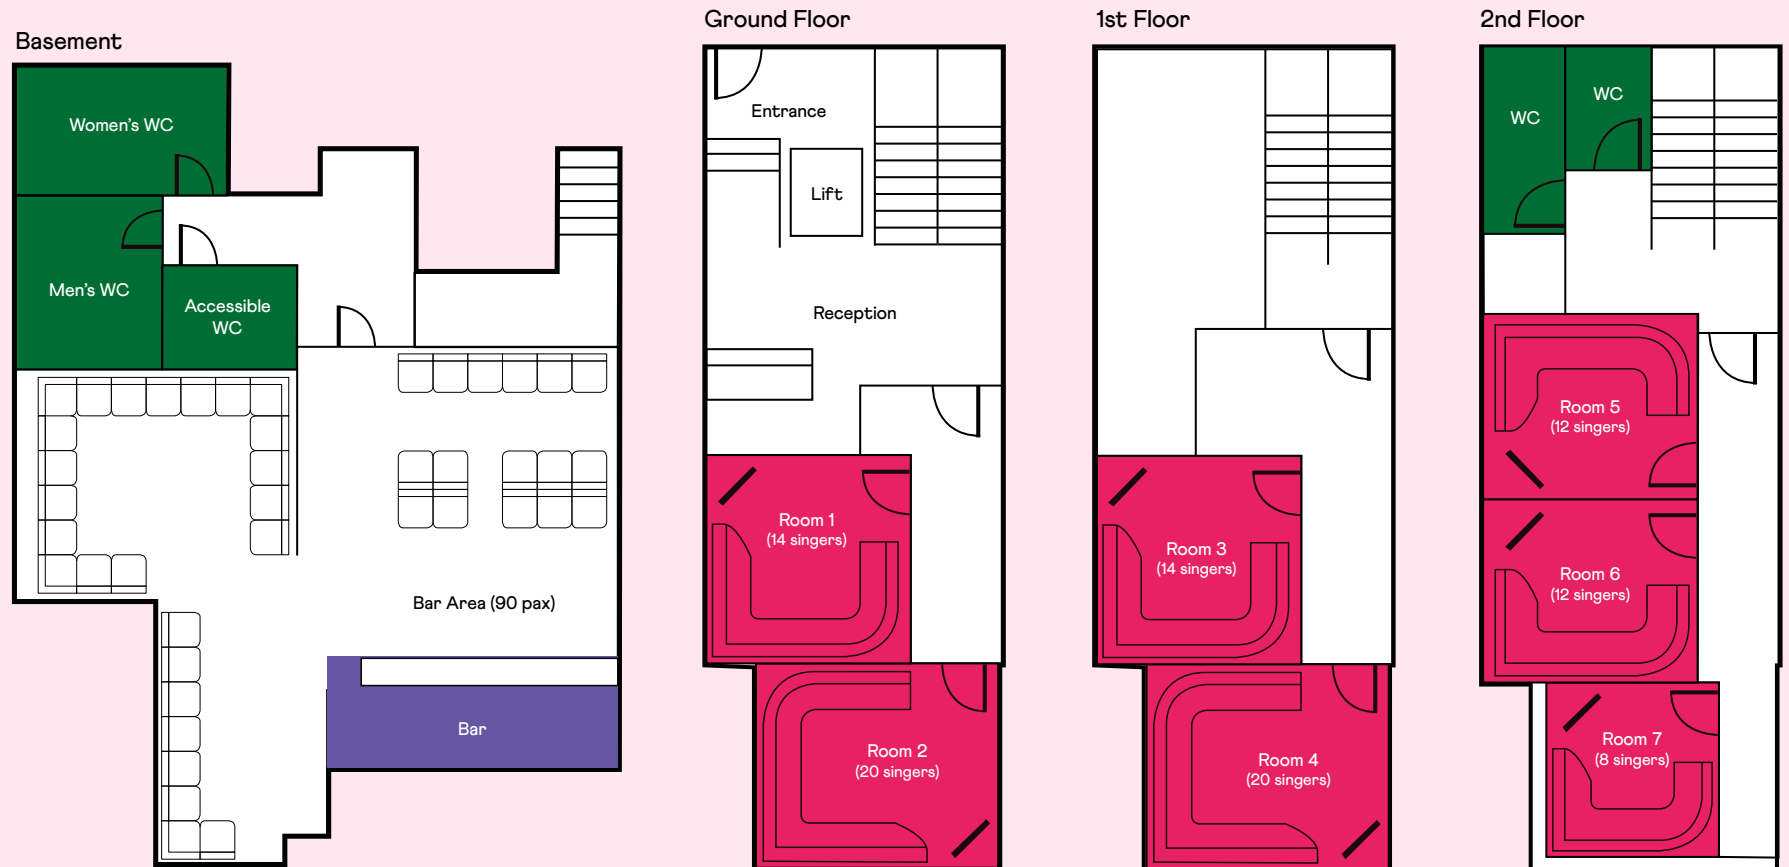 Basement
Women's WC
Men's WC
Accessible
WC
Bar Area (90 pax)
Bar
Ground Floor
Entrance
Lift
Reception
Room 1
(14 singers)
Room 2
(20 singers)
1st Floor
Room 3
(14 singers)
Room 4
(20 singers)
2nd Floor
WC
WC
Room 5
(12 singers)
Room 6
(12 singers)
Room 7
(8 singers)